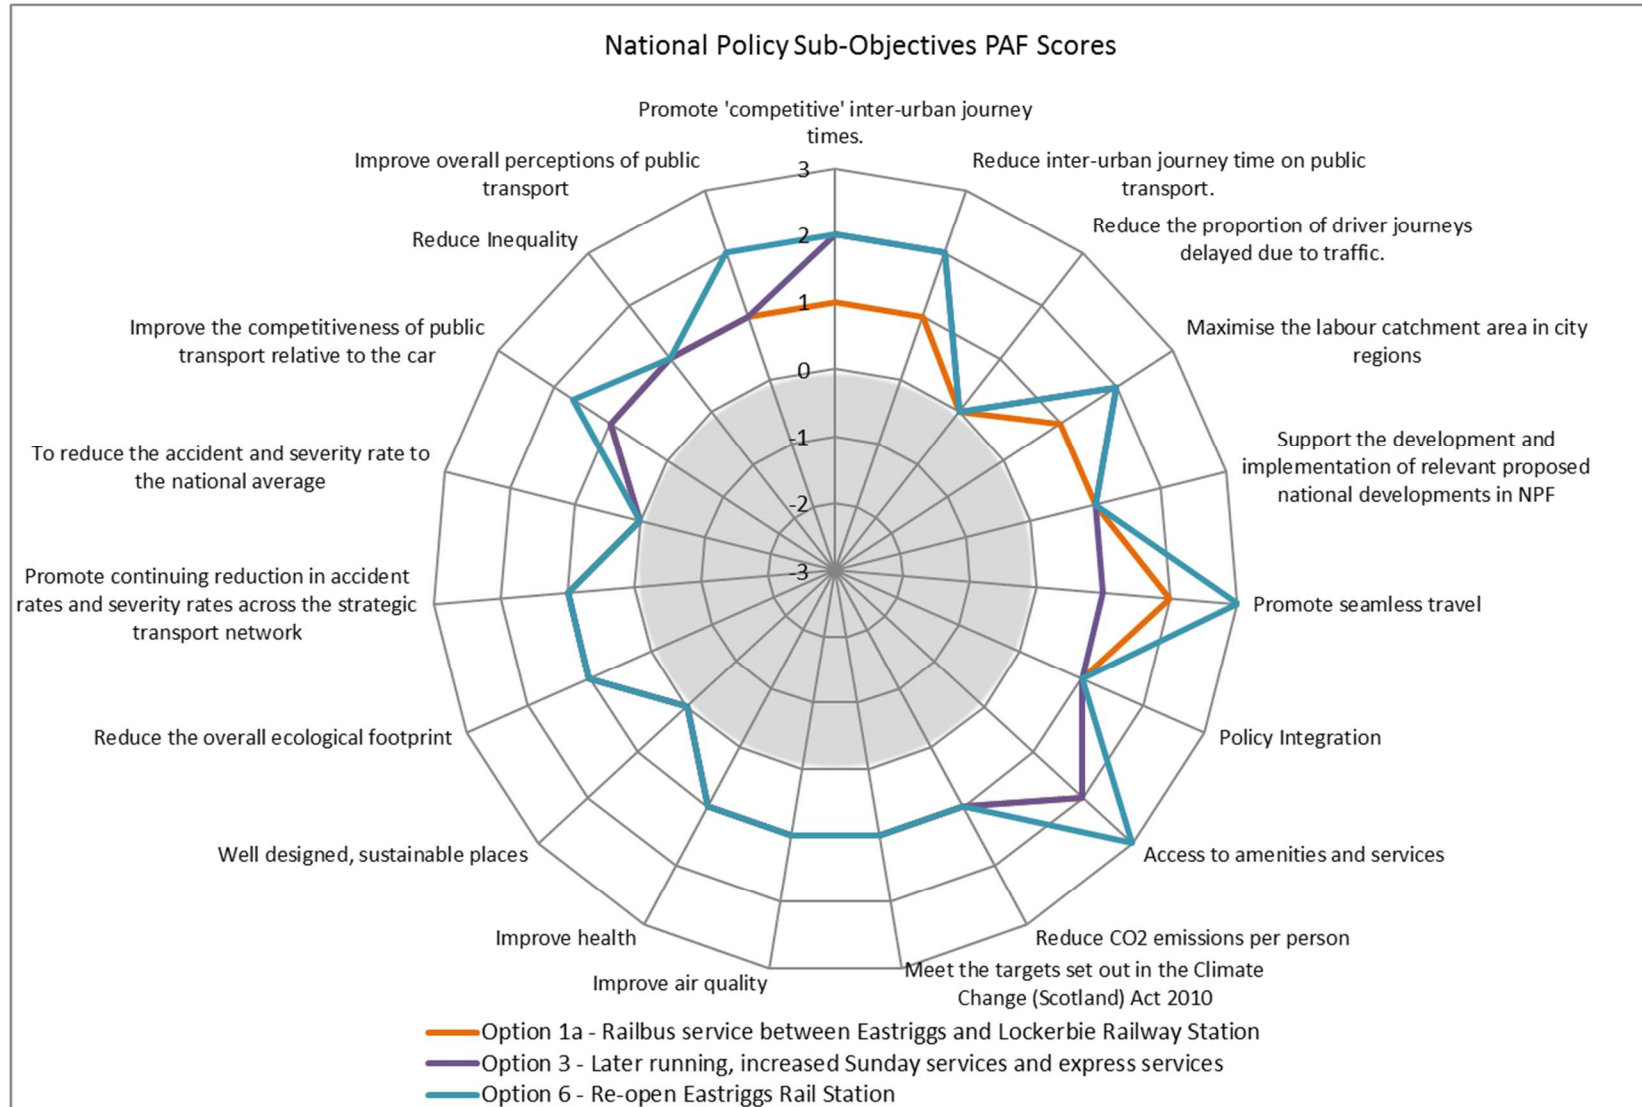 National Policy Sub-Objectives PAF Scores
Promote 'competitive' inter-urban journey
times.
Reduce inter-urban journey time on public
transport.
Reduce the proportion of driver journeys
delayed due to traffic.
Maximise the labour catchment area in city
regions
Support the development and
implementation of relevant proposed
national developments in NPF
Promote seamless travel
Policy Integration
Access to amenities and services
Reduce CO2 emissions per person
Meet the targets set out in the Climate
Change (Scotland) Act 2010
Improve air quality
Improve health
Well designed, sustainable places
Reduce the overall ecological footprint
Promote continuing reduction in accident
rates and severity rates across the strategic
transport network
To reduce the accident and severity rate to
the national average
Improve the competitiveness of public
transport relative to the car
Reduce Inequality
Improve overall perceptions of public
transport
3
2
1
0
-1
-2
-3
Option 1a - Railbus service between Eastriggs and Lockerbie Railway Station
Option 3 - Later running, increased Sunday services and express services
Option 6 - Re-open Eastriggs Rail Station